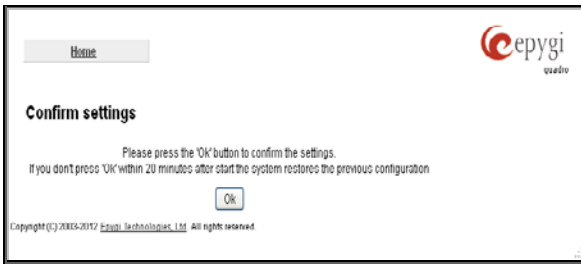 Home
epygi
quadro
Confirm settings
Please press the 'Ok' button to confirm the settings.
If you don't press 'Ok' within 20 minutes after start the system restores the previous configuration
Ok
Copyright (C) 2003-2012 Epygi Technologies, Ltd. All rights reserved.